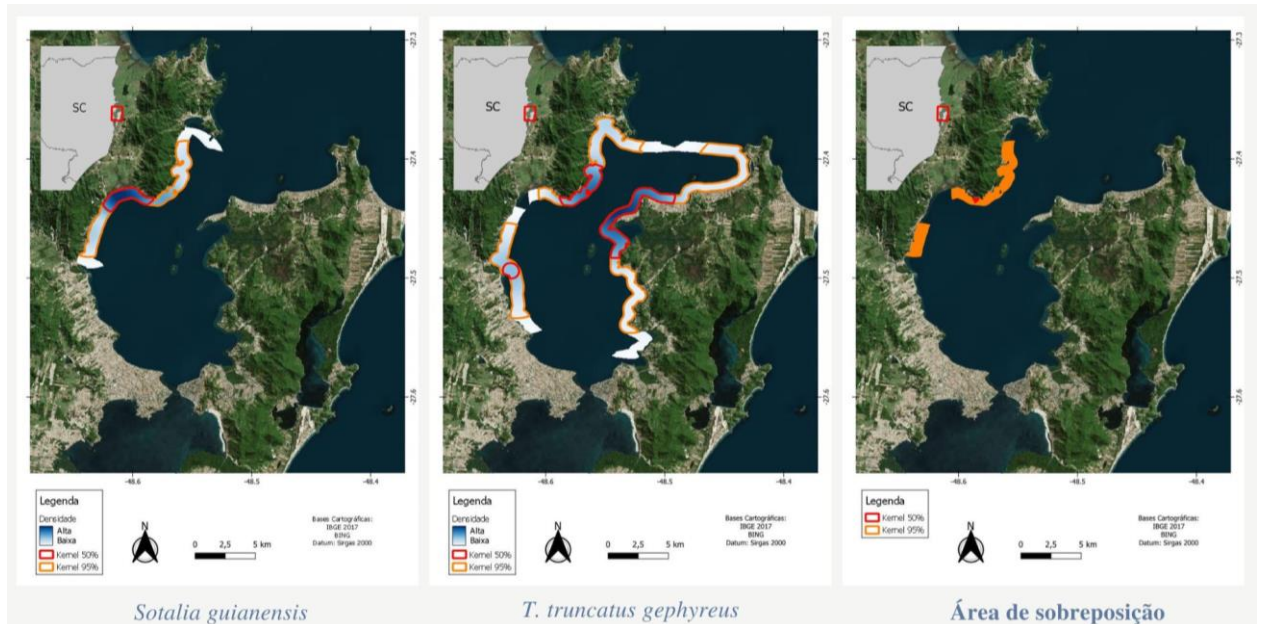 SC
-27.3
-27.4
-27.5
-27.6
-48.6
-48.5
-48.4
Legenda
Densidade
Alta
Baixa
Kernel 50%
Kernel 95%
N
0 2,5 5 km
Bases Cartográficas:
IBGE 2017
BING
Datum: Sirgas 2000
Sotalia guianensis
SC
-27.3
-27.4
-27.5
-27.6
-48.6
-48.5
-48.4
Legenda
Densidade
Alta
Baixa
Kernel 50%
Kernel 95%
N
0 2,5 5 km
Bases Cartográficas:
IBGE 2017
BING
Datum: Sirgas 2000
T. truncatus gephyreus
SC
-27.3
-27.4
-27.5
-27.6
-48.6
-48.5
-48.4
Legenda
Kernel 50%
Kernel 95%
N
0 2,5 5 km
Bases Cartográficas:
IBGE 2017
BING
Datum: Sirgas 2000
Área de sobreposição